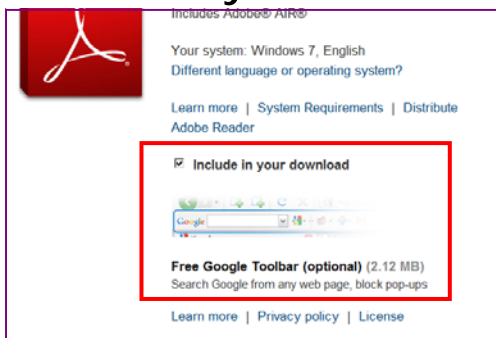 Includes Adobe® AIR®
Your system: Windows 7, English
Different language or operating system?
Learn more | System Requirements | Distribute
Adobe Reader
Include in your download
Google
Free Google Toolbar (optional) (2.12 MB)
Search Google from any web page, block pop-ups
Learn more | Privacy policy | License